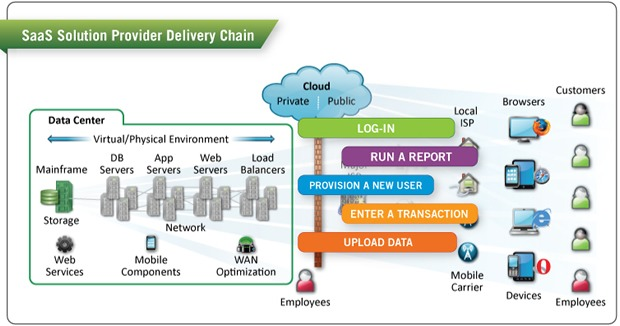 SaaS Solution Provider Delivery Chain
Cloud
Private
Public
Customers
Browsers
Local
ISP
Data Center
Virtual/Physical Environment
LOG-IN
RUN A REPORT
PROVISION A NEW USER
ENTER A TRANSACTION
UPLOAD DATA
Mainframe
DB
Servers
App
Servers
Web
Servers
Load
Balancers
Storage
Network
Major
ISP
Web
Services
Mobile
Components
WAN
Optimization
Employees
Mobile
Carrier
Devices
Employees